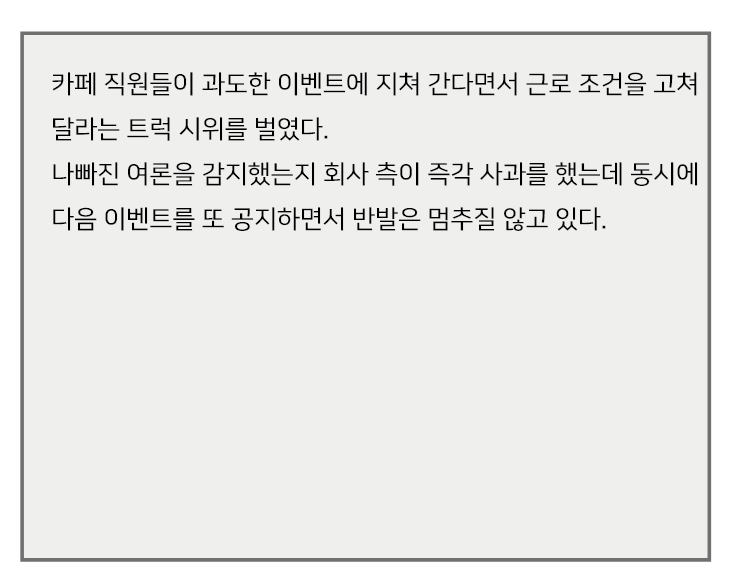 카페 직원들이 과도한 이벤트에 지쳐 간다면서 근로 조건을 고쳐
달라는 트럭 시위를 벌였다.
나빠진 여론을 감지했는지 회사 측이 즉각 사과를 했는데 동시에
다음 이벤트를 또 공지하면서 반발은 멈추질 않고 있다.